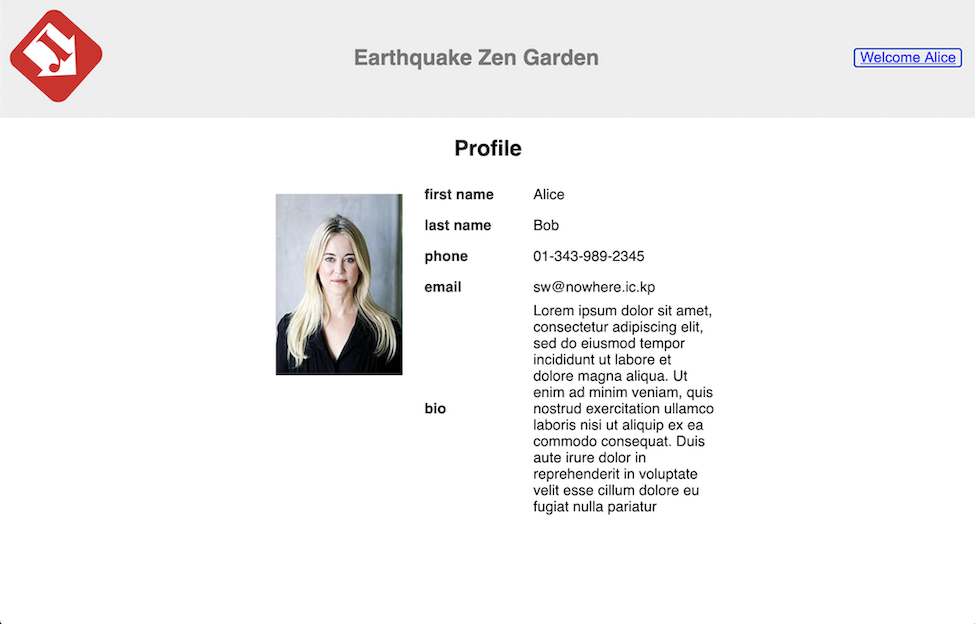 Earthquake Zen Garden
Welcome Alice
Profile
first name Alice
last name Bob
phone 01-343-989-2345
email sw@nowhere.ic.kp
Lorem ipsum dolor sit amet,
consectetur adipiscing elit,
sed do eiusmod tempor
incididunt ut labore et
dolore magna aliqua. Ut
enim ad minim veniam, quis
bio nostrud exercitation ullamco
laboris nisi ut aliquip ex ea
commodo consequat. Duis
aute irure dolor in
reprehenderit in voluptate
velit esse cillum dolore eu
fugiat nulla pariatur